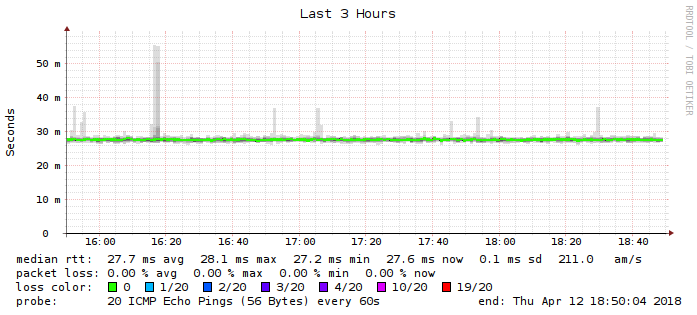 Last 3 Hours
RRDTOOL / TOBI OETIKER
Seconds
50 m
40 m
30 m
20 m
10 m
0
16:00 16:20 16:40 17:00 17:20 17:40 18:00 18:20 18:40
median rtt: 27.7 ms avg 28.1 ms max 27.2 ms min 27.6 ms now 0.1 ms sd 211.0 am/s
packet loss: 0.00 % avg 0.00 % max 0.00 % min 0.00 % now
loss color: 0 1/20 2/20 3/20 4/20 10/20 19/20
probe: 20 ICMP Echo Pings (56 Bytes) every 60s end: Thu Apr 12 18:50:04 2018